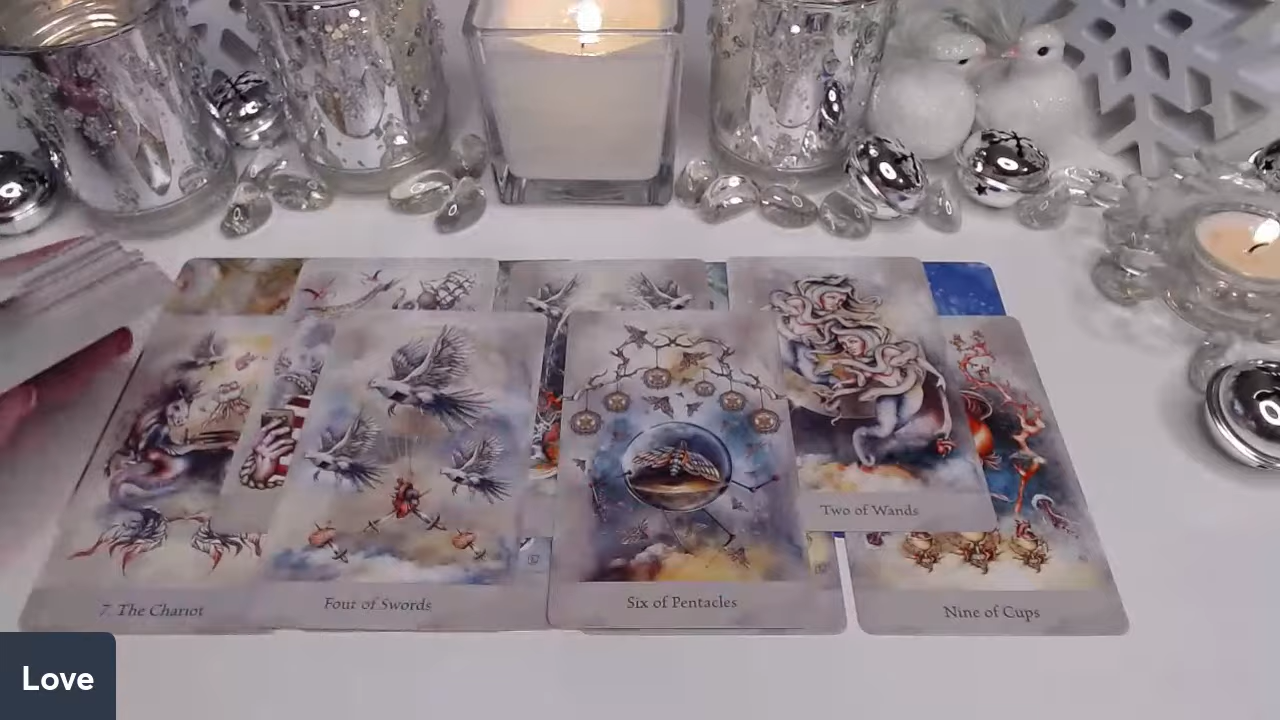 Two of Wands
7. The Chariot
Four of Swords
Six of Pentacles
Nine of Cups
Love